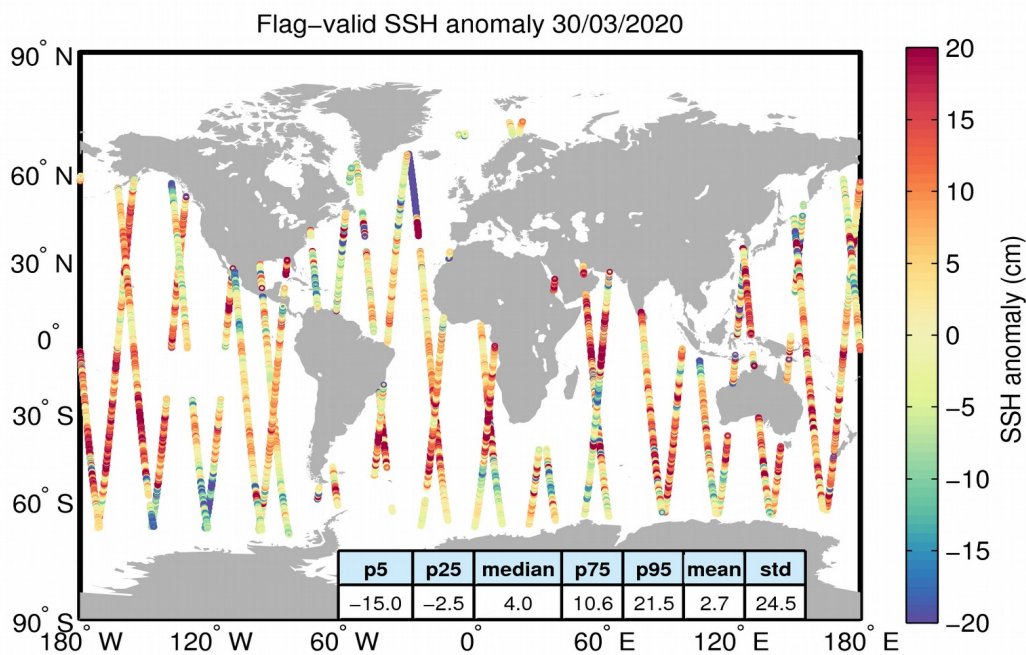 Flag−valid SSH anomaly 30/03/2020
90° N
60° N
30° N
0°
30° S
60° S
90° S
180° W
120° W
60° W
0°
60° E
120° E
180° E
p5 p25 median p75 p95 mean std
−15.0 −2.5 4.0 10.6 21.5 2.7 24.5
20
15
10
5
0
−5
−10
−15
−20
SSH anomaly (cm)